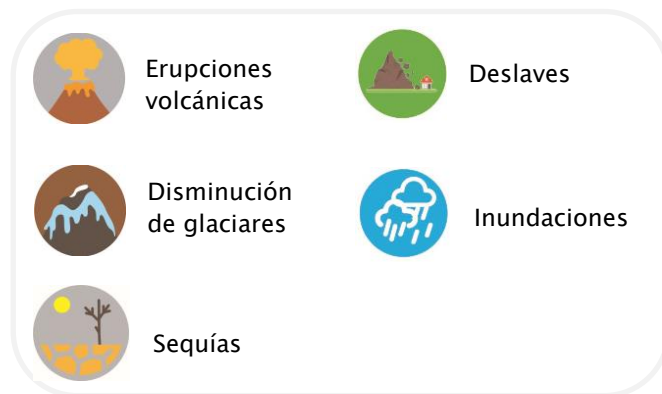 Erupciones
volcánicas
Deslaves
Disminución
de glaciares
Inundaciones
Sequías